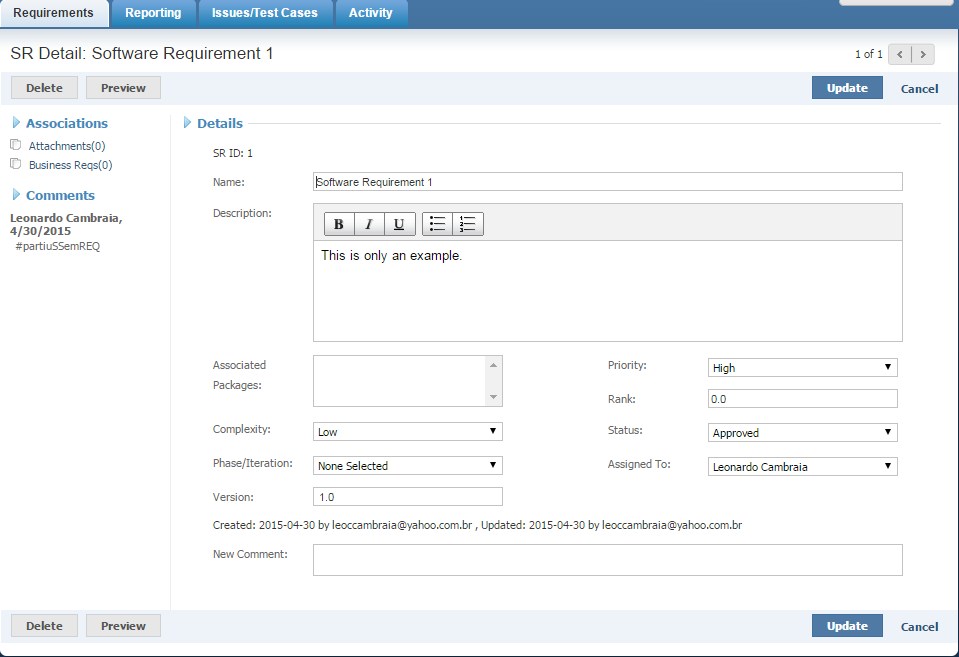 Requirements Reporting Issues/Test Cases Activity
SR Detail: Software Requirement 1
1 of 1 < >
Delete Preview Update Cancel
Associations
Attachments(0)
Business Reqs(0)
Comments
Leonardo Cambraia,
4/30/2015
#partiuSSemREQ
Details
SR ID: 1
Name: Software Requirement 1
Description:
B I U
This is only an example.
Associated
Packages:
Priority: High
Rank: 0.0
Complexity: Low
Status: Approved
Phase/Iteration: None Selected
Assigned To: Leonardo Cambraia
Version: 1.0
Created: 2015-04-30 by leoccambraia@yahoo.com.br , Updated: 2015-04-30 by leoccambraia@yahoo.com.br
New Comment:
Delete Preview Update Cancel